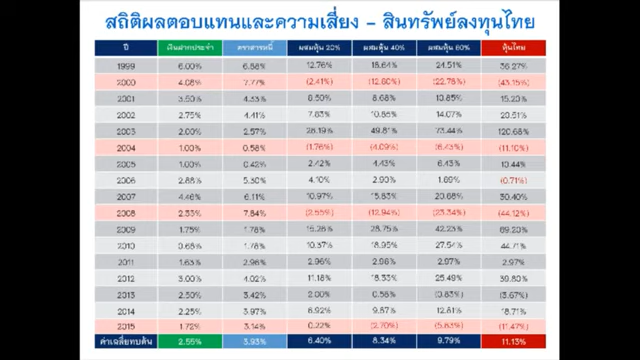 สถิติผลตอบแทนและความเสี่ยง – สินทรัพย์ลงทุนไทย
ปี เงินฝากประจำ ตราสารหนี้ ผสมหุ้น 20% ผสมหุ้น 40% ผสมหุ้น 60% หุ้นไทย
1999 6.00% 6.88% 12.76% 18.64% 24.51% 36.27%
2000 4.08% 7.77% (2.41%) (12.60%) (22.78%) (43.15%)
2001 3.50% 4.33% 6.50% 8.68% 10.85% 15.20%
2002 2.75% 4.41% 7.63% 10.86% 14.07% 20.51%
2003 2.00% 2.57% 26.19% 49.81% 73.44% 120.68%
2004 1.00% 0.58% (1.76%) (4.09%) (6.43%) (11.10%)
2005 1.00% 0.42% 2.42% 4.43% 6.43% 10.44%
2006 2.88% 5.30% 4.10% 2.90% 1.69% (0.71%)
2007 4.46% 6.11% 10.97% 15.83% 20.68% 30.40%
2008 2.33% 7.84% (2.55%) (12.94%) (23.34%) (44.12%)
2009 1.75% 1.78% 15.26% 28.75% 42.23% 69.20%
2010 0.68% 1.78% 10.37% 18.95% 27.54% 44.71%
2011 1.63% 2.96% 2.96% 2.96% 2.97% 2.97%
2012 3.00% 4.02% 11.18% 18.33% 25.49% 39.80%
2013 2.50% 3.42% 2.00% 0.58% (0.83%) (3.67%)
2014 2.25% 3.97% 6.92% 9.87% 12.81% 18.71%
2015 1.72% 3.14% 0.22% (2.70%) (5.63%) (11.47%)
ค่าเฉลี่ยทบต้น 2.55% 3.93% 6.40% 8.34% 9.79% 11.13%